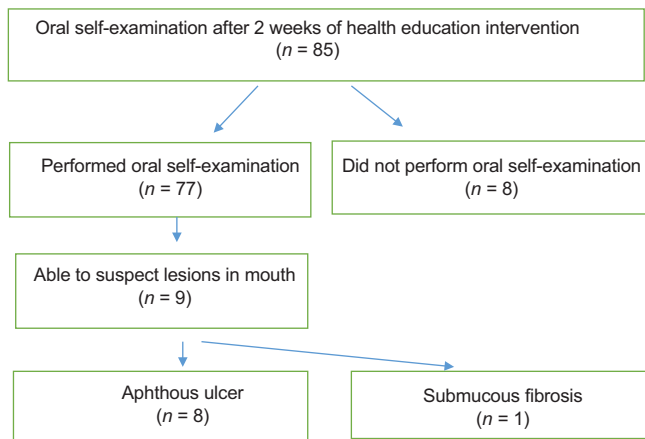 Oral self-examination after 2 weeks of health education intervention
(n = 85)
Performed oral self-examination
(n = 77)
Did not perform oral self-examination
(n = 8)
Able to suspect lesions in mouth
(n = 9)
Aphthous ulcer
(n = 8)
Submucous fibrosis
(n = 1)